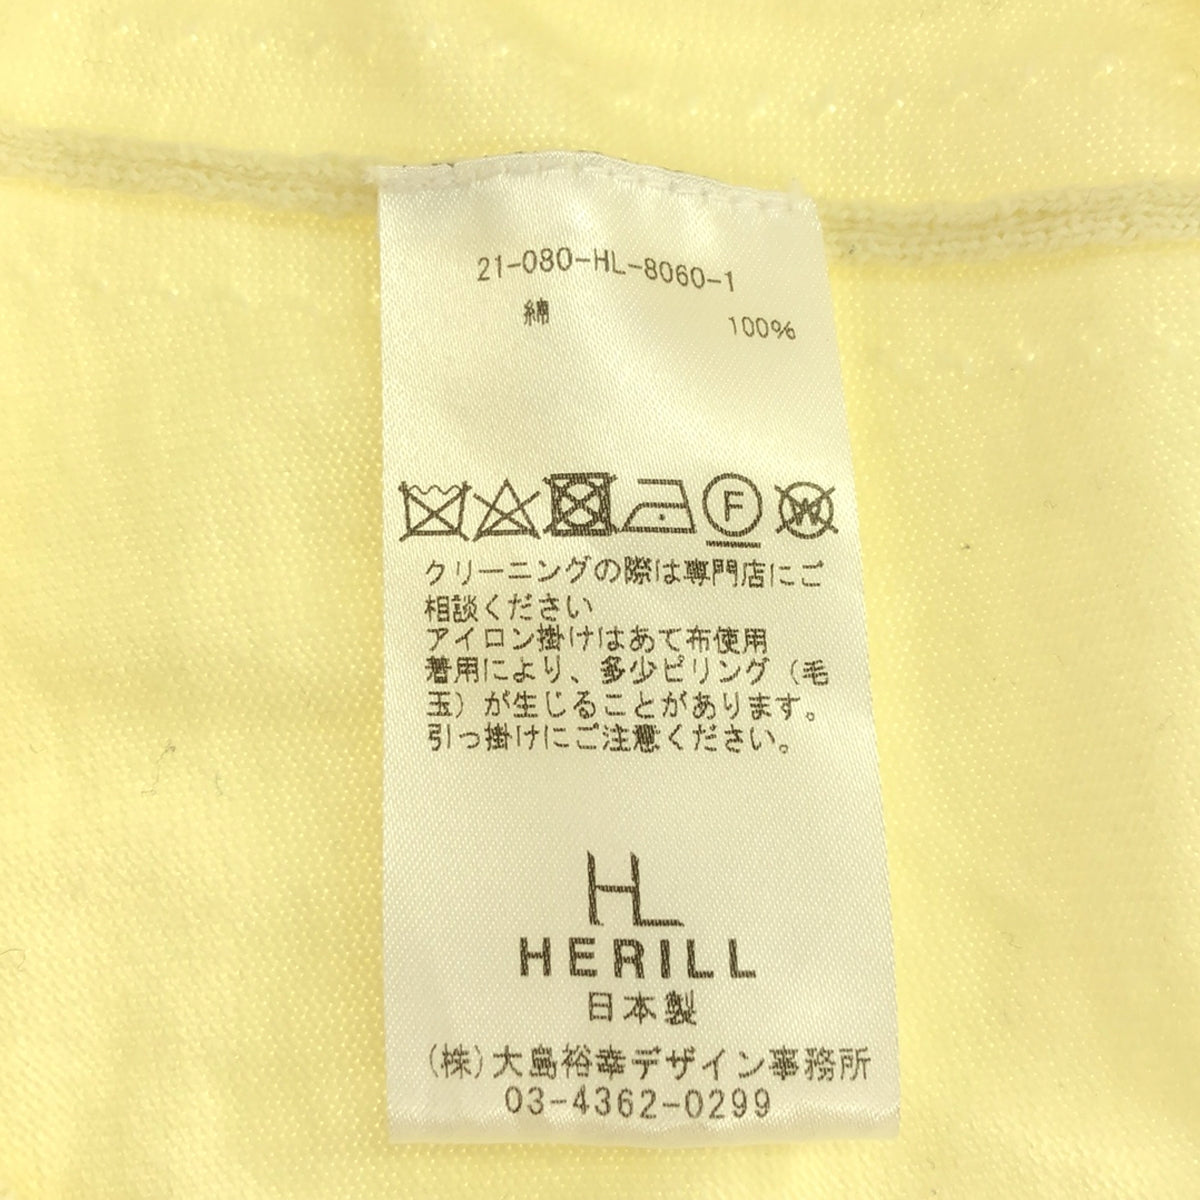 21-080-HL-8060-1
綿 100%
F W
クリーニングの際は専門店にご
相談ください
アイロン掛けはあて布使用
着用により、多少ピリング（毛
玉）が生じることがあります。
引っ掛けにご注意ください。
HL
HERILL
日本製
(株)大島裕幸デザイン事務所
03-4362-0299